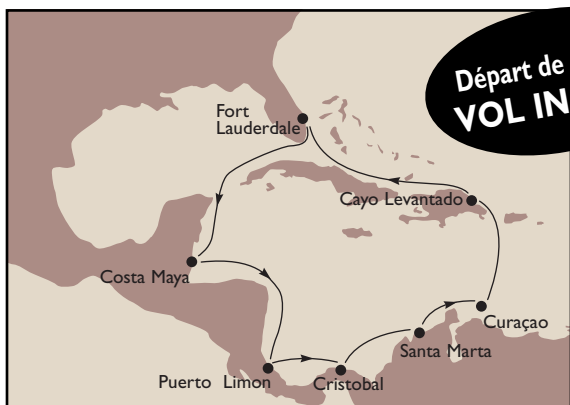 Départ de
VOL IN
Fort
Lauderdale
Cayo Levantado
Costa Maya
Curaçao
Santa Marta
Puerto Limon
Cristobal